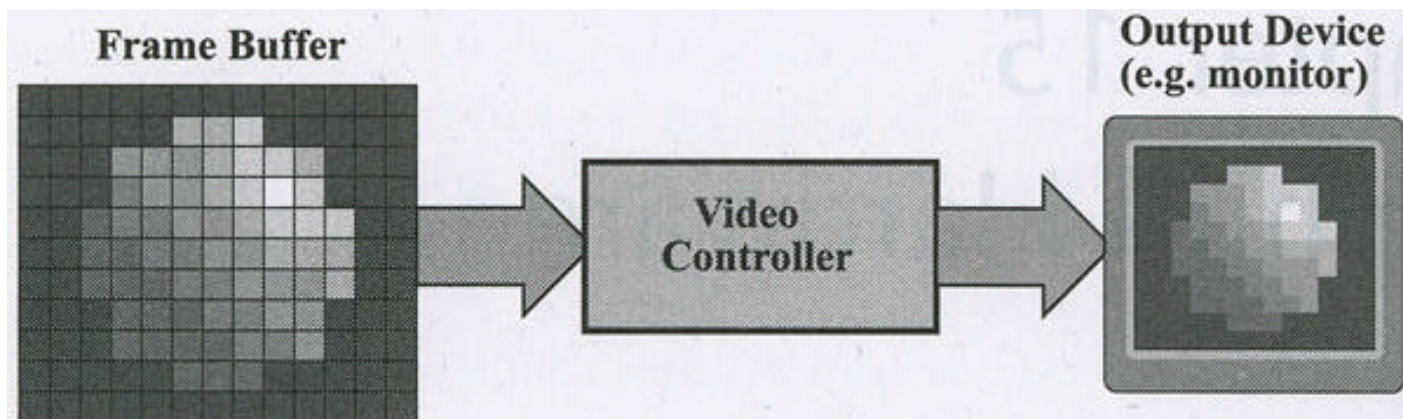 Frame Buffer
Output Device
(e.g. monitor)
Video
Controller